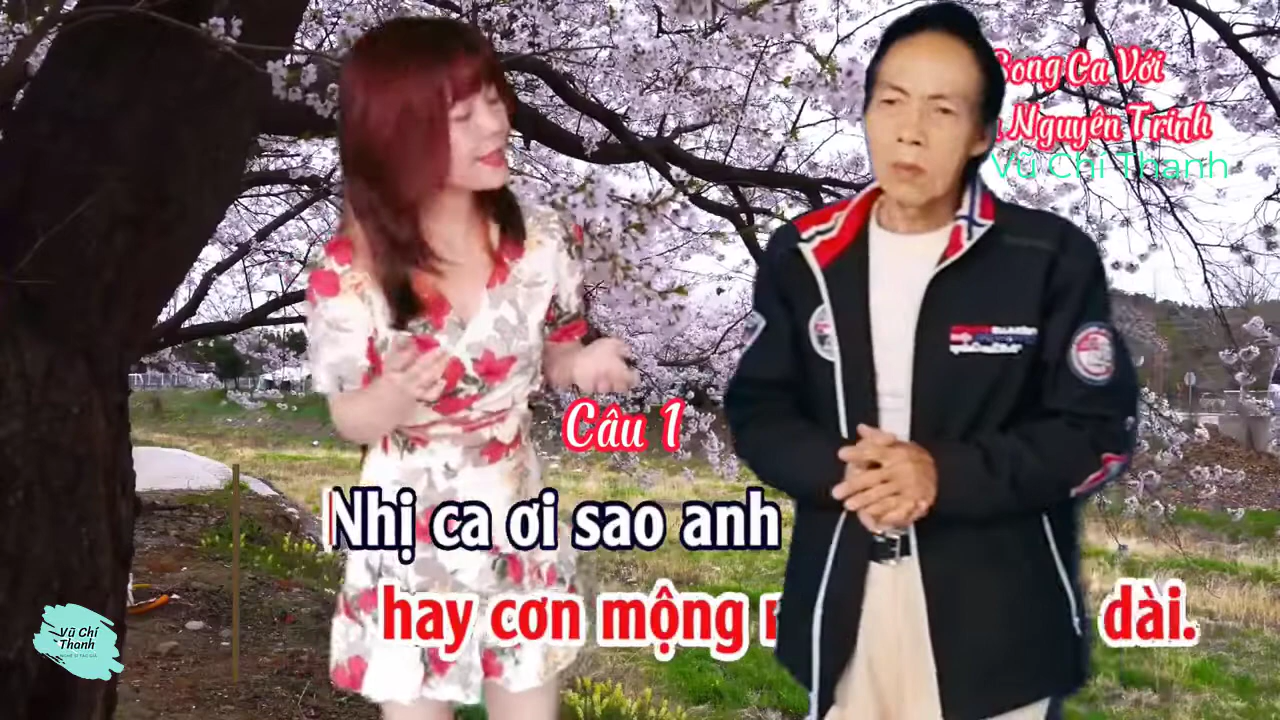 Song Ca Với
Nguyên Trinh
Vũ Chí Thanh
Câu 1
Nhị ca ơi sao anh
hay cơn mộng
dài.
Vũ Chí
Thanh